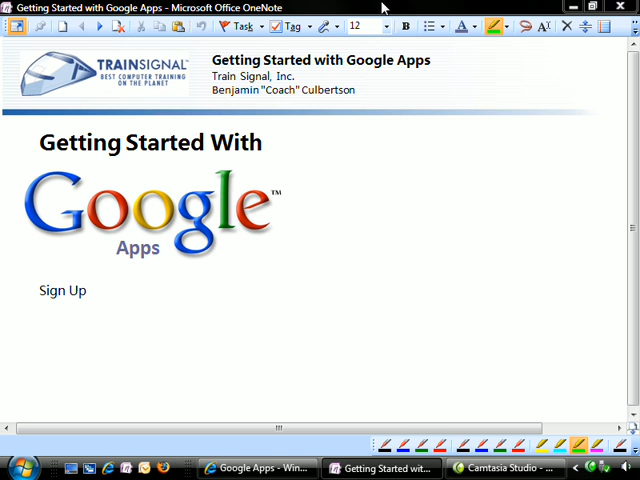 Getting Started with Google Apps - Microsoft Office OneNote
Task
Tag
12
B
A
TRAINSIGNAL
BEST COMPUTER TRAINING
ON THE PLANET
Getting Started with Google Apps
Train Signal, Inc.
Benjamin "Coach" Culbertson
Getting Started With
Google™
Apps
Sign Up
Google Apps - Win...
Getting Started wit...
Camtasia Studio - ...